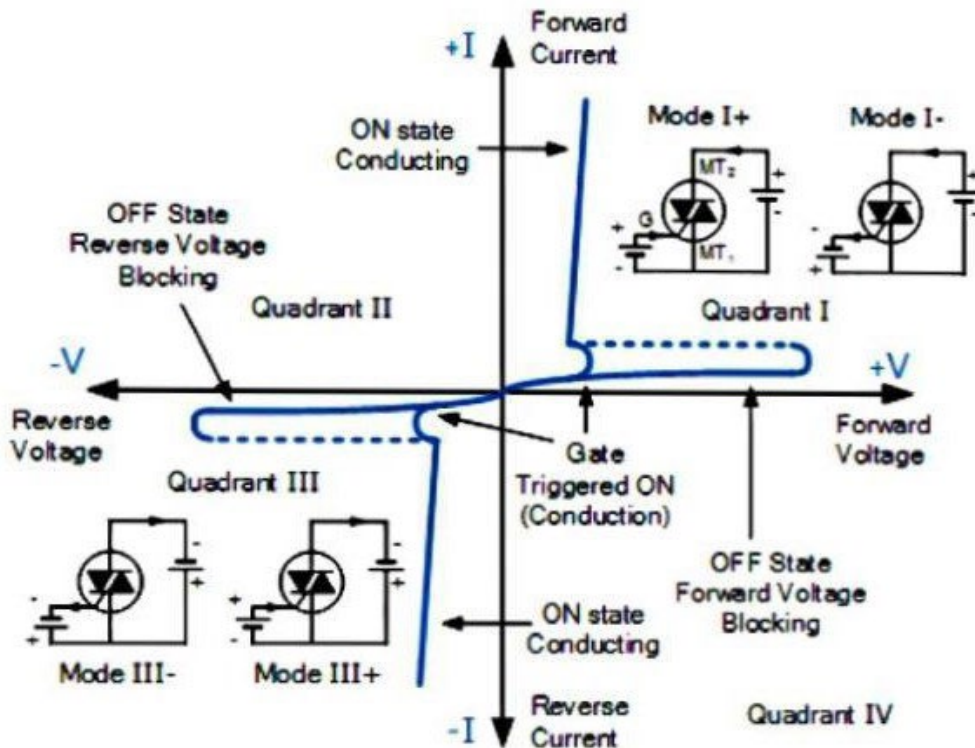 +I
Forward
Current
ON state
Conducting
Mode I+
Mode I-
MT₂
+
-
G
+
-
MT₁
+
-
-
+
OFF State
Reverse Voltage
Blocking
Quadrant II
Quadrant I
-V
+V
Reverse
Voltage
Forward
Voltage
Gate
Triggered ON
(Conduction)
Quadrant III
OFF State
Forward Voltage
Blocking
-
+
-
+
-
+
+
-
ON state
Conducting
Mode III-
Mode III+
-I
Reverse
Current
Quadrant IV